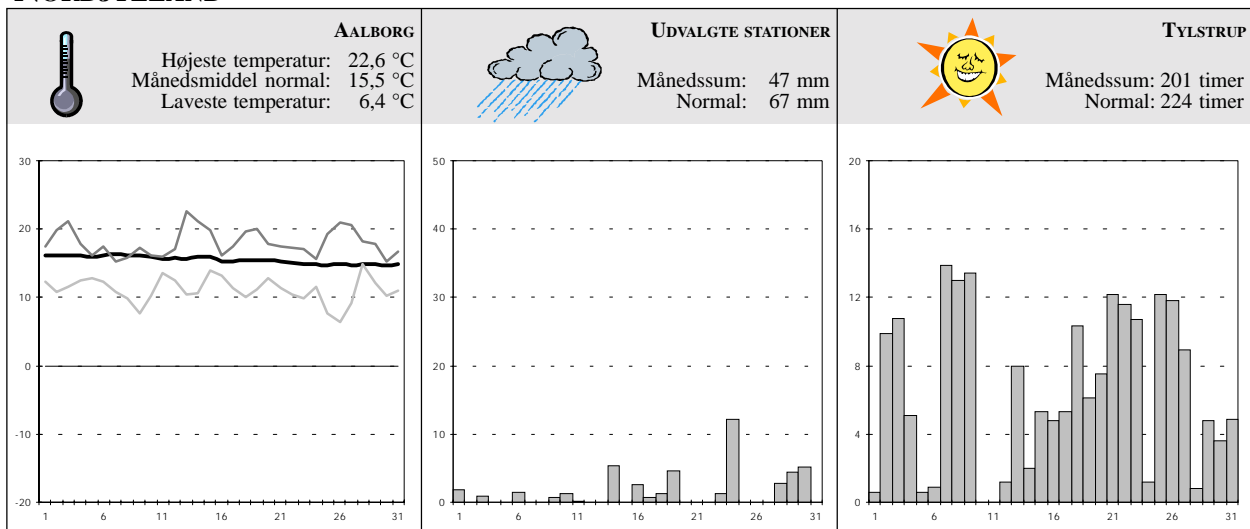 AALBORG
Højeste temperatur: 22,6 °C
Månedsmiddel normal: 15,5 °C
Laveste temperatur: 6,4 °C
UDVALGTE STATIONER
Månedssum: 47 mm
Normal: 67 mm
TYLSTRUP
Månedssum: 201 timer
Normal: 224 timer
30
20
10
0
-10
-20
1 6 11 16 21 26 31
50
40
30
20
10
0
1 6 11 16 21 26 31
20
16
12
8
4
0
1 6 11 16 21 26 31